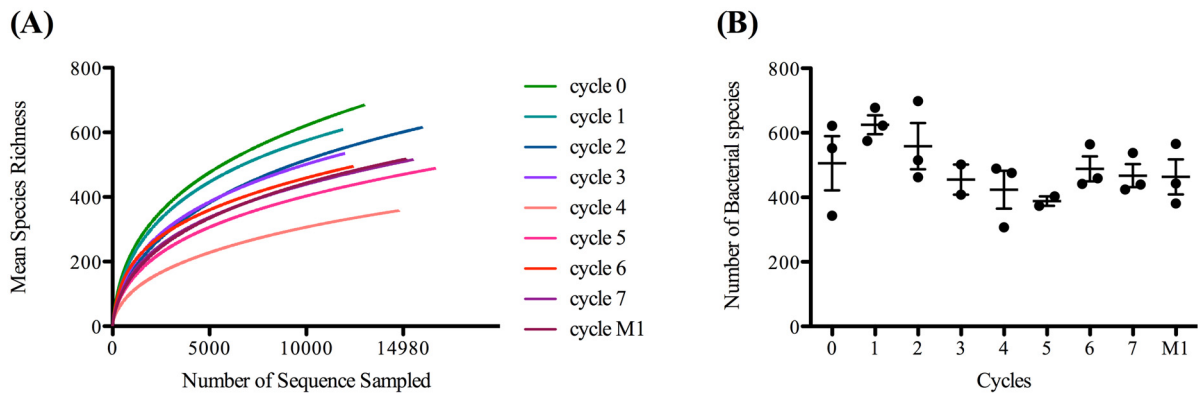 (A)
Mean Species Richness
800
600
400
200
0
0 5000 10000 14980
Number of Sequence Sampled
cycle 0
cycle 1
cycle 2
cycle 3
cycle 4
cycle 5
cycle 6
cycle 7
cycle M1
(B)
Number of Bacterial species
800
600
400
200
0
0 1 2 3 4 5 6 7 M1
Cycles